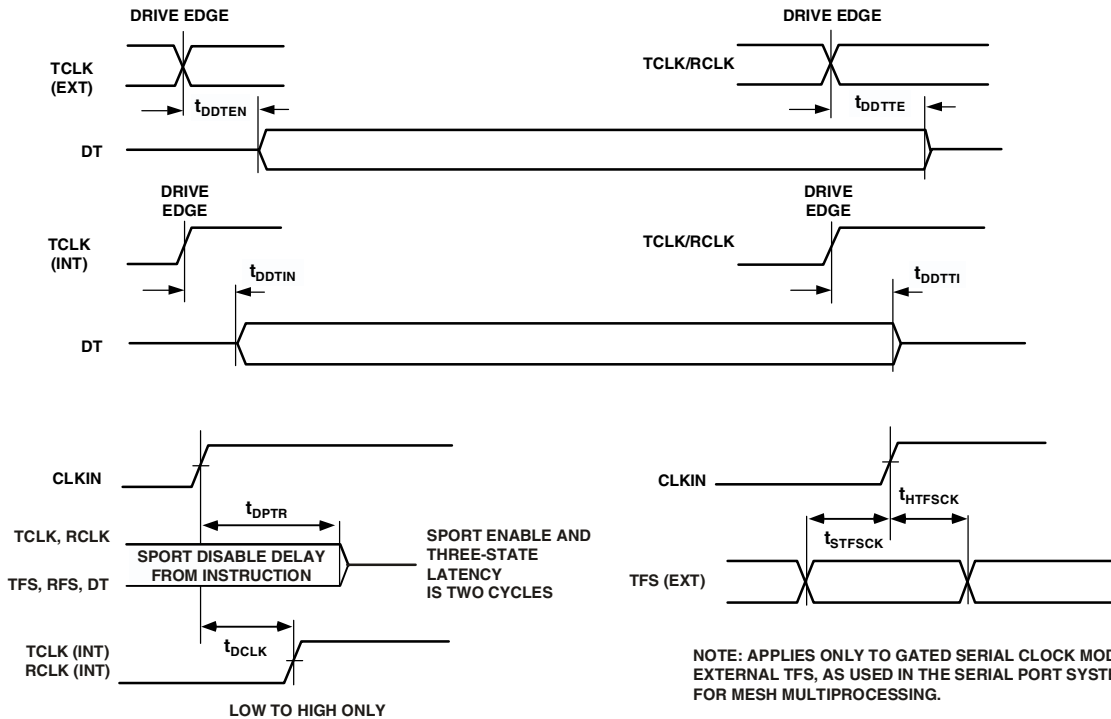 DRIVE EDGE
DRIVE EDGE
TCLK
(EXT)
TCLK/RCLK
tDDTEN
tDDTTE
DT
DRIVE
EDGE
DRIVE
EDGE
TCLK
(INT)
TCLK/RCLK
tDDTIN
tDDTTI
DT
CLKIN
tDPTR
TCLK, RCLK
SPORT DISABLE DELAY
FROM INSTRUCTION
TFS, RFS, DT
SPORT ENABLE AND
THREE-STATE
LATENCY
IS TWO CYCLES
tDCLK
TCLK (INT)
RCLK (INT)
LOW TO HIGH ONLY
CLKIN
tHTFSCK
tSTFSCK
TFS (EXT)
NOTE: APPLIES ONLY TO GATED SERIAL CLOCK
EXTERNAL TFS, AS USED IN THE SERIAL PORT
FOR MESH MULTIPROCESSING.